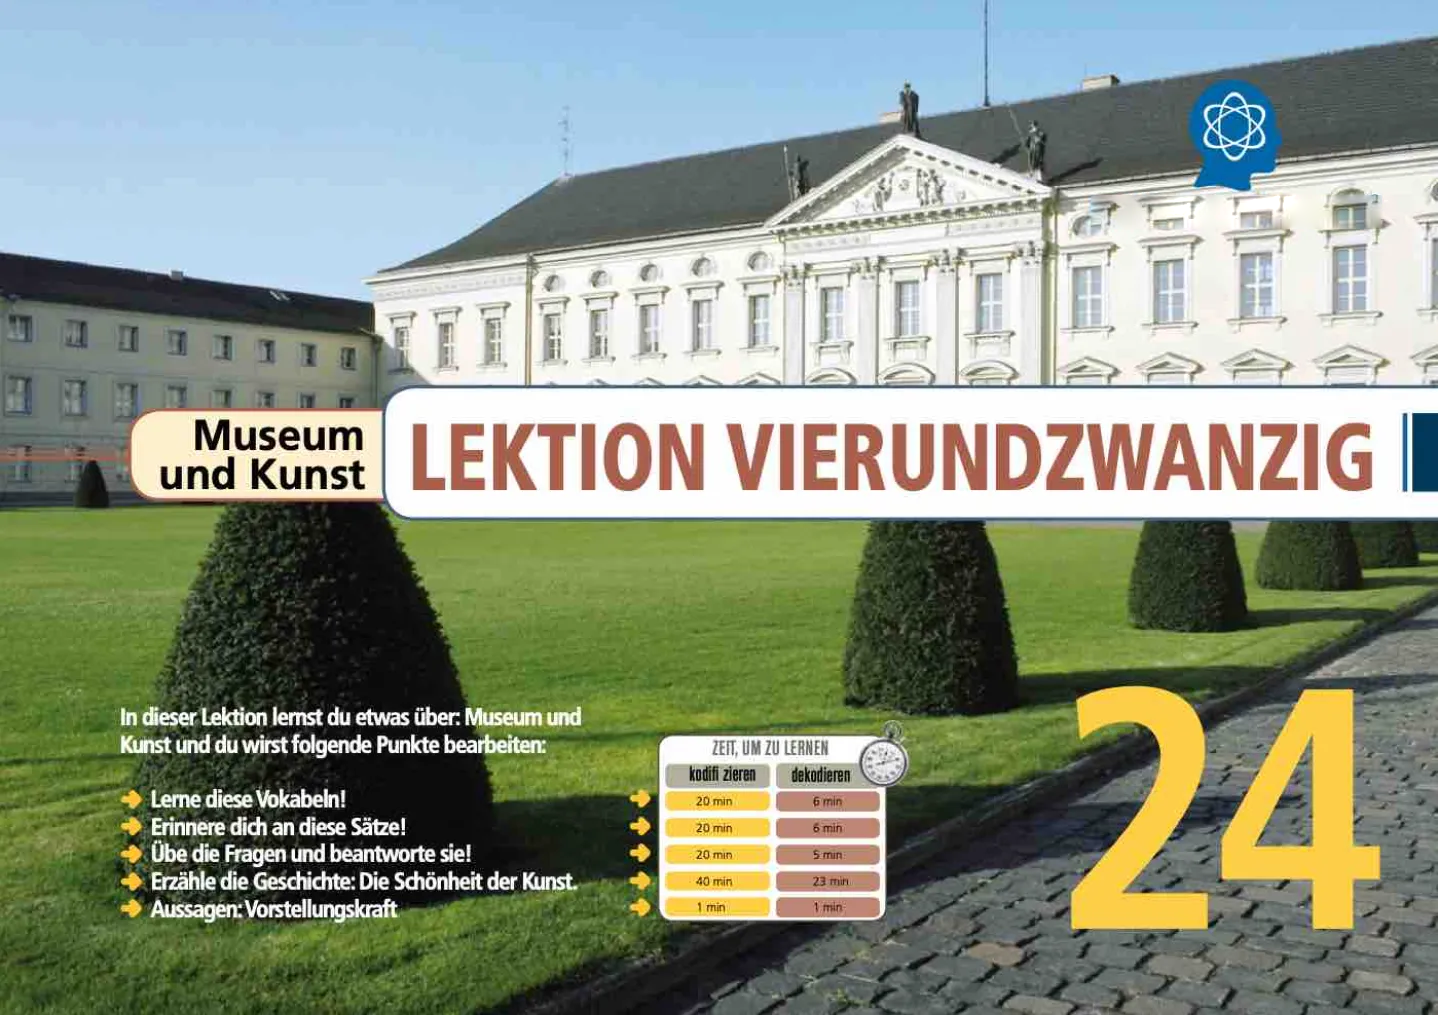 Museum
und Kunst
LEKTION VIERUNDZWANZIG
In dieser Lektion lernst du etwas über: Museum und
Kunst und du wirst folgende Punkte bearbeiten:
Lerne diese Vokabeln!
Erinnere dich an diese Sätze!
Übe die Fragen und beantworte sie!
Erzähle die Geschichte: Die Schönheit der Kunst.
Aussagen: Vorstellungskraft
ZEIT, UM ZU LERNEN
kodifi zieren dekodieren
20 min 6 min
20 min 6 min
20 min 5 min
40 min 23 min
1 min 1 min
24